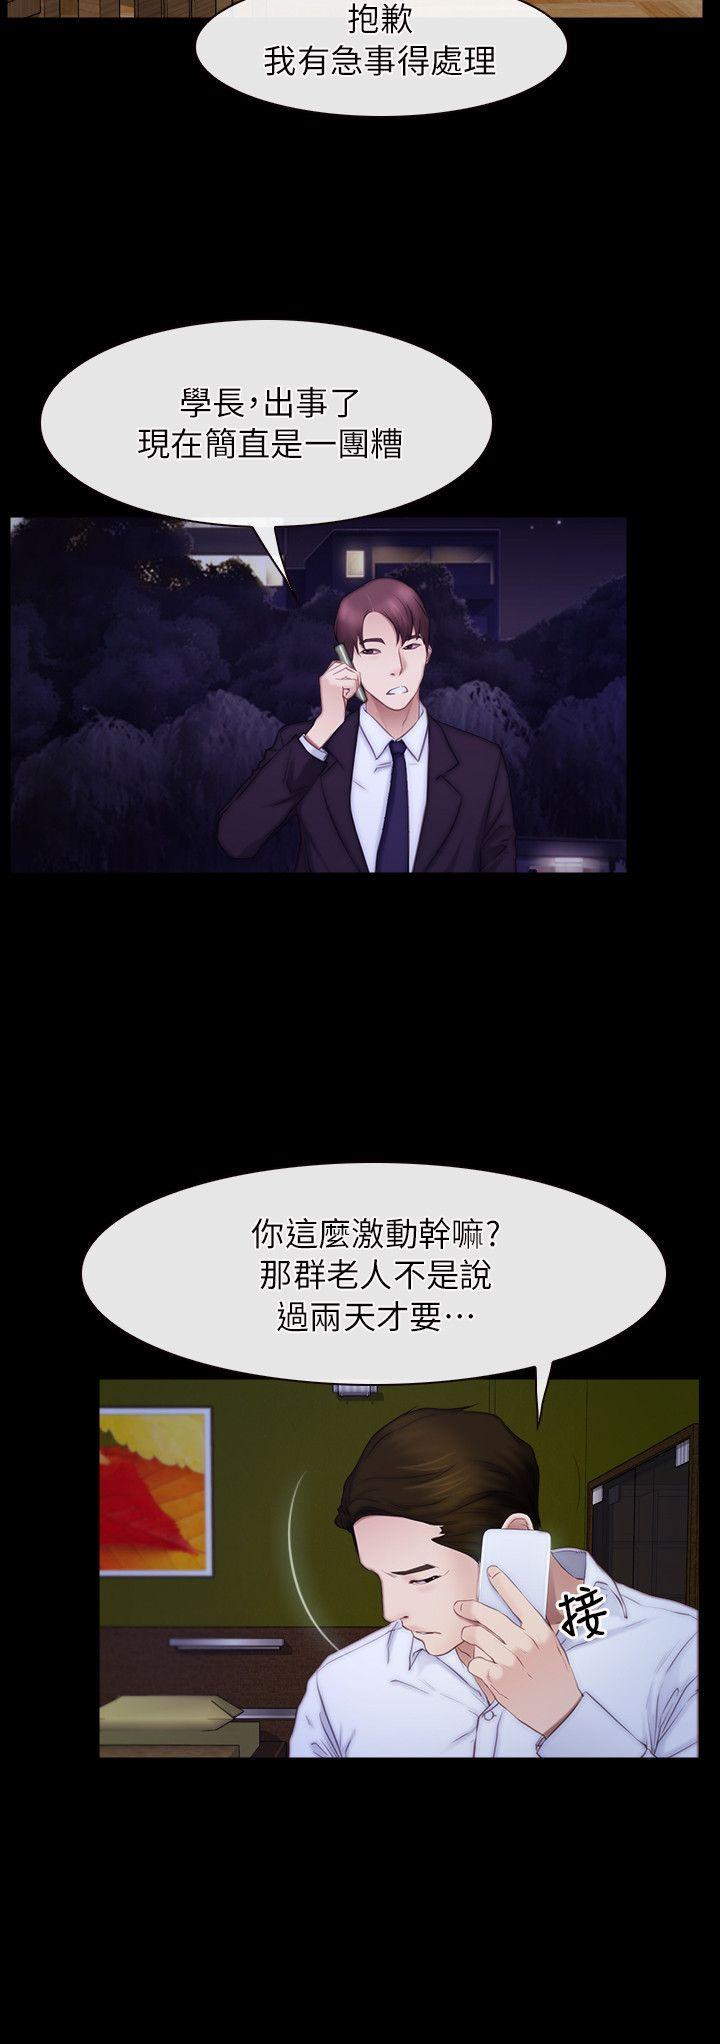 抱歉
我有急事得處理
學長，出事了
現在簡直是一團糟
你這麼激動幹嘛?
那群老人不是說
過兩天才要…
接